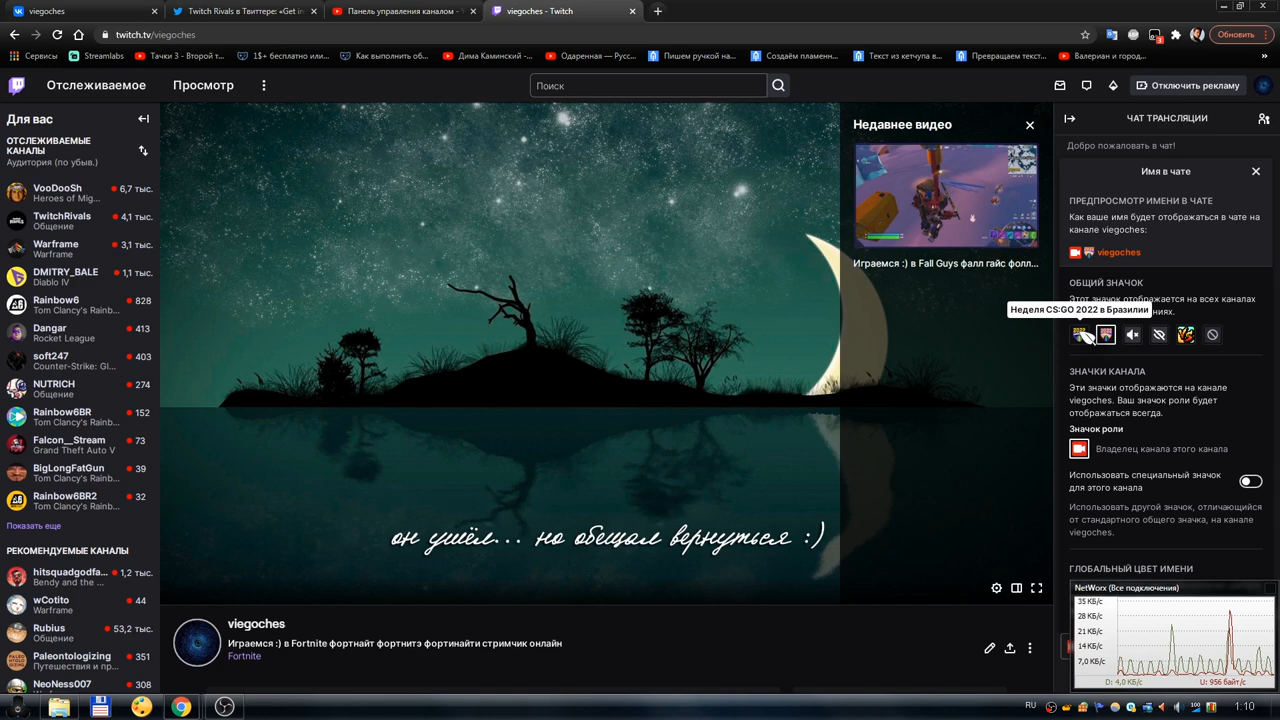 viegoches
Twitch Rivals в Твиттере: «Get in
Панель управления каналом - Y
viegoches - Twitch
twitch.tv/viegoches
Обновить
Сервисы
Streamlabs
Тачки 3 - Второй т...
1$+ бесплатно или...
Как выполнить об...
Дима Каминский -...
Одаренная — Русс...
Пишем ручкой на...
Создаём пламенн...
Текст из кетчупа в...
Превращаем текст...
Валериан и город...
Отслеживаемое
Просмотр
Поиск
Отключить рекламу
Для вас
ОТСЛЕЖИВАЕМЫЕ
КАНАЛЫ
Аудитория (по убыв.)
VooDooSh
6,7 тыс.
Heroes of Mig...
TwitchRivals
4,1 тыс.
Общение
Warframe
3,1 тыс.
Warframe
DMITRY_BALE
1,1 тыс.
Diablo IV
Rainbow6
828
Tom Clancy's Rain...
Dangar
413
Rocket League
soft247
403
Counter-Strike: Gl...
NUTRICH
274
Общение
Rainbow6BR
152
Tom Clancy's Rain...
Falcon__Stream
73
Grand Theft Auto V
BigLongFatGun
39
Tom Clancy's Rain...
Rainbow6BR2
32
Tom Clancy's Rain...
Показать еще
РЕКОМЕНДУЕМЫЕ КАНАЛЫ
hitsquadgodfa...
1,2 тыс.
Bendy and the ...
wCotito
44
Warframe
Rubius
53,2 тыс.
Общение
Paleontologizing
351
Путешествия и пр...
NeoNess007
308
он ушёл... но обещал вернуться :)
Недавнее видео
Играемся :) в Fall Guys фалл гайс фолл...
viegoches
Играемся :) в Fortnite фортнайт фортнитэ фортинайти стримчик онлайн
Fortnite
ЧАТ ТРАНСЛЯЦИИ
Добро пожаловать в чат!
Имя в чате
ПРЕДПРОСМОТР ИМЕНИ В ЧАТЕ
Как ваше имя будет отображаться в чате на
канале viegoches:
viegoches
ОБЩИЙ ЗНАЧОК
Этот значок отображается на всех каналах
Неделя CS:GO 2022 в Бразилии
ЗНАЧКИ КАНАЛА
Эти значки отображаются на канале
viegoches. Ваш значок роли будет
отображаться всегда.
Значок роли
Владелец канала этого канала
Использовать специальный значок
для этого канала
Использовать другой значок, отличающийся
от стандартного общего значка, на канале
viegoches.
ГЛОБАЛЬНЫЙ ЦВЕТ ИМЕНИ
NetWorx (Все подключения)
35 КБ/с
28 КБ/с
21 КБ/с
14 КБ/с
7,0 КБ/с
D: 4,0 КБ/с
U: 956 байт/с
RU
100
1:10